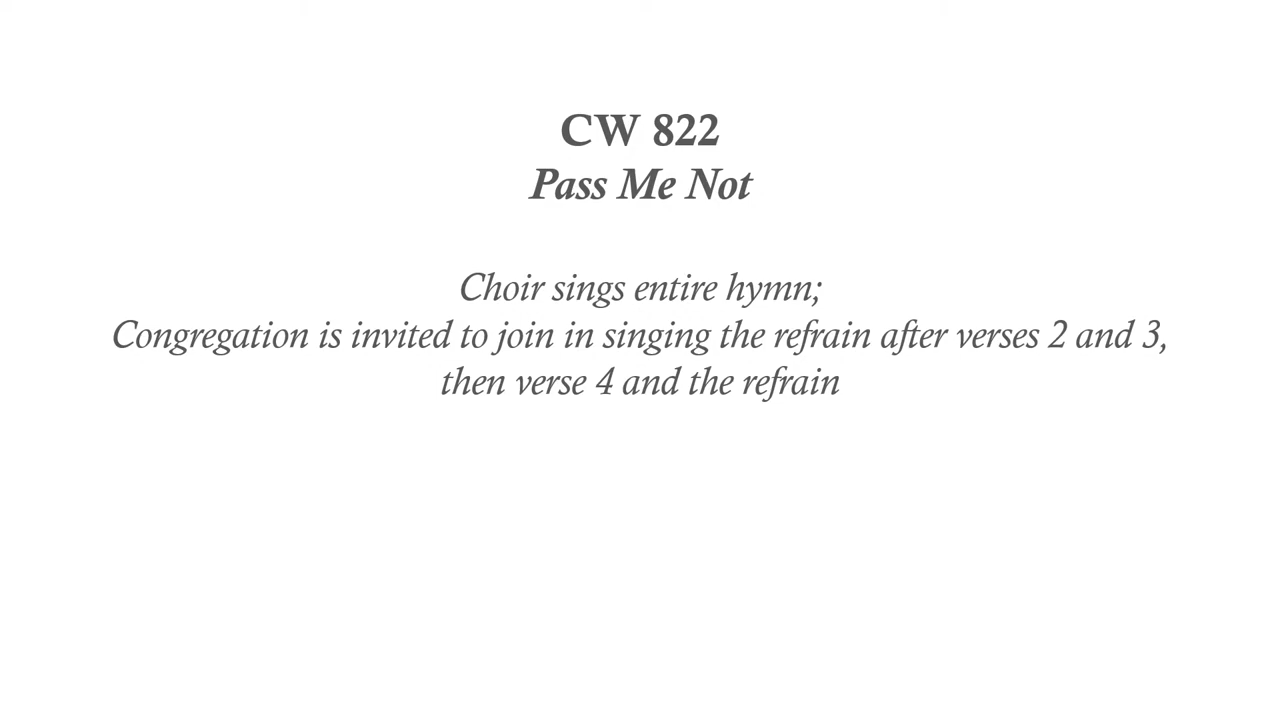 CW 822
Pass Me Not
Choir sings entire hymn;
Congregation is invited to join in singing the refrain after verses 2 and 3,
then verse 4 and the refrain